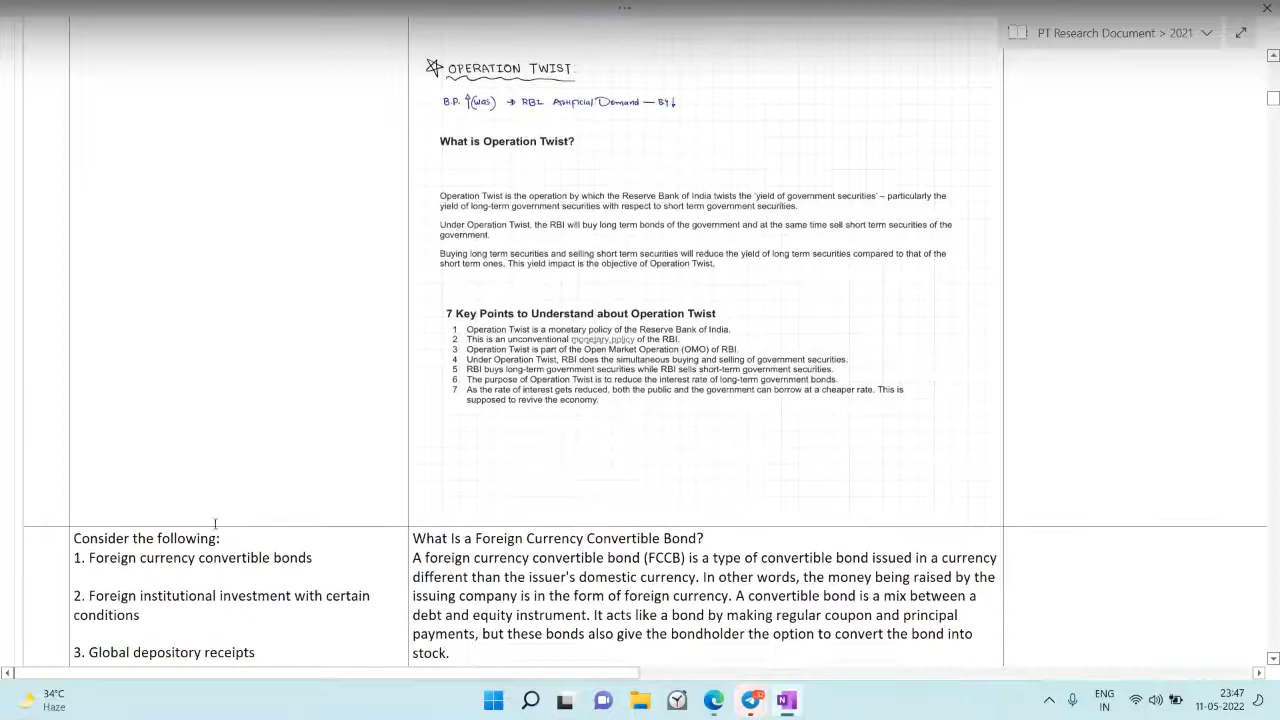 PT Research Document > 2021
OPERATION TWIST:
B.P. ↑ (was) → RBI Artificial Demand — BY↓
What is Operation Twist?
Operation Twist is the operation by which the Reserve Bank of India twists the 'yield of government securities' – particularly the
yield of long-term government securities with respect to short term government securities.
Under Operation Twist, the RBI will buy long term bonds of the government and at the same time sell short term securities of the
government.
Buying long term securities and selling short term securities will reduce the yield of long term securities compared to that of the
short term ones. This yield impact is the objective of Operation Twist.
7 Key Points to Understand about Operation Twist
1 Operation Twist is a monetary policy of the Reserve Bank of India.
2 This is an unconventional monetary policy of the RBI.
3 Operation Twist is part of the Open Market Operation (OMO) of RBI.
4 Under Operation Twist, RBI does the simultaneous buying and selling of government securities.
5 RBI buys long-term government securities while RBI sells short-term government securities.
6 The purpose of Operation Twist is to reduce the interest rate of long-term government bonds.
7 As the rate of interest gets reduced, both the public and the government can borrow at a cheaper rate. This is
supposed to revive the economy.
Consider the following:
1. Foreign currency convertible bonds
2. Foreign institutional investment with certain
conditions
3. Global depository receipts
What Is a Foreign Currency Convertible Bond?
A foreign currency convertible bond (FCCB) is a type of convertible bond issued in a currency
different than the issuer's domestic currency. In other words, the money being raised by the
issuing company is in the form of foreign currency. A convertible bond is a mix between a
debt and equity instrument. It acts like a bond by making regular coupon and principal
payments, but these bonds also give the bondholder the option to convert the bond into
stock.
34°C
Haze
ENG
IN
23:47
11-05-2022